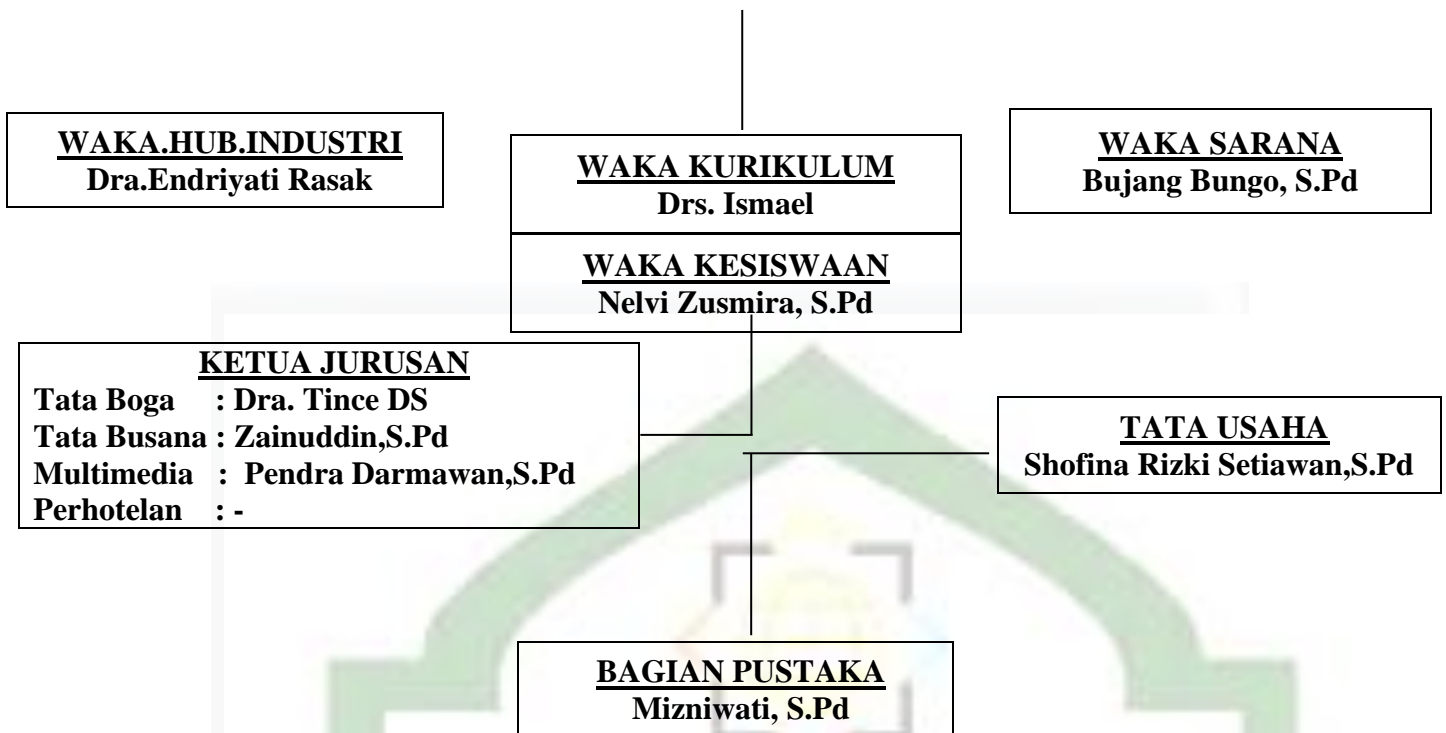 WAKA.HUB.INDUSTRI
Dra.Endriyati Rasak
WAKA KURIKULUM
Drs. Ismael
WAKA SARANA
Bujang Bungo, S.Pd
WAKA KESISWAAN
Nelvi Zusmira, S.Pd
KETUA JURUSAN
Tata Boga : Dra. Tince DS
Tata Busana : Zainuddin,S.Pd
Multimedia : Pendra Darmawan,S.Pd
Perhotelan : -
TATA USAHA
Shofina Rizki Setiawan,S.Pd
BAGIAN PUSTAKA
Mizniwati, S.Pd